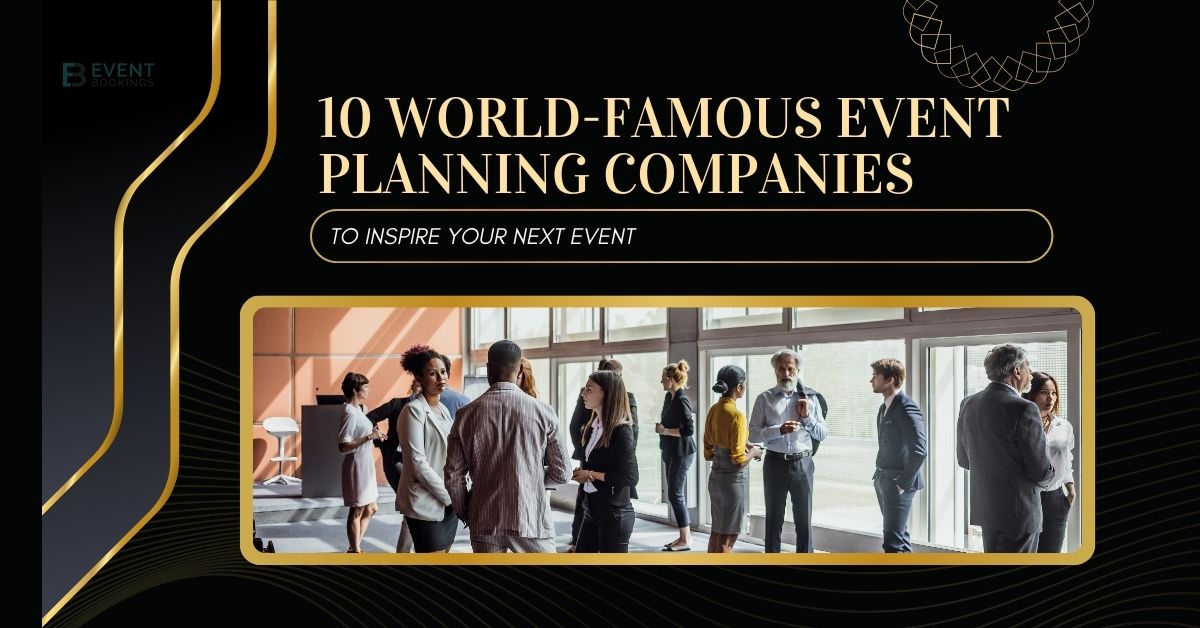 EVENT
BOOKINGS
10 WORLD-FAMOUS EVENT
PLANNING COMPANIES
TO INSPIRE YOUR NEXT EVENT